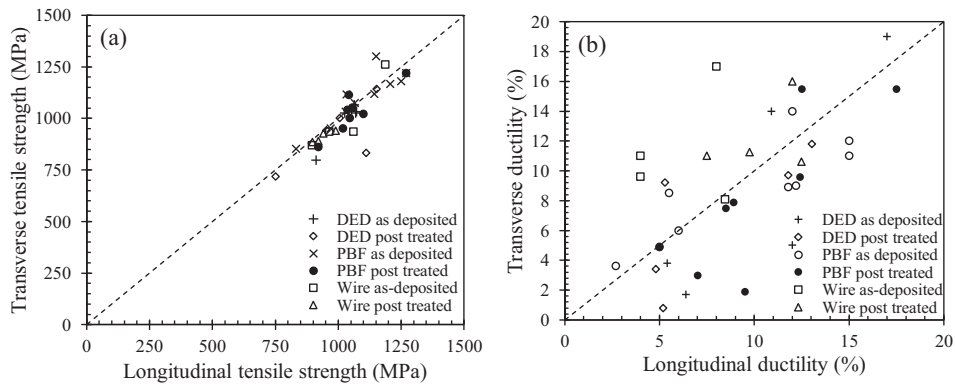 (a)
Transverse tensile strength (MPa)
1500
1250
1000
750
500
250
0
DED as deposited
DED post treated
PBF as deposited
PBF post treated
Wire as-deposited
Wire post treated
0 250 500 750 1000 1250 1500
Longitudinal tensile strength (MPa)
(b)
Transverse ductility (%)
20
18
16
14
12
10
8
6
4
2
0
DED as deposited
DED post treated
PBF as deposited
PBF post treated
Wire as-deposited
Wire post treated
0 5 10 15 20
Longitudinal ductility (%)